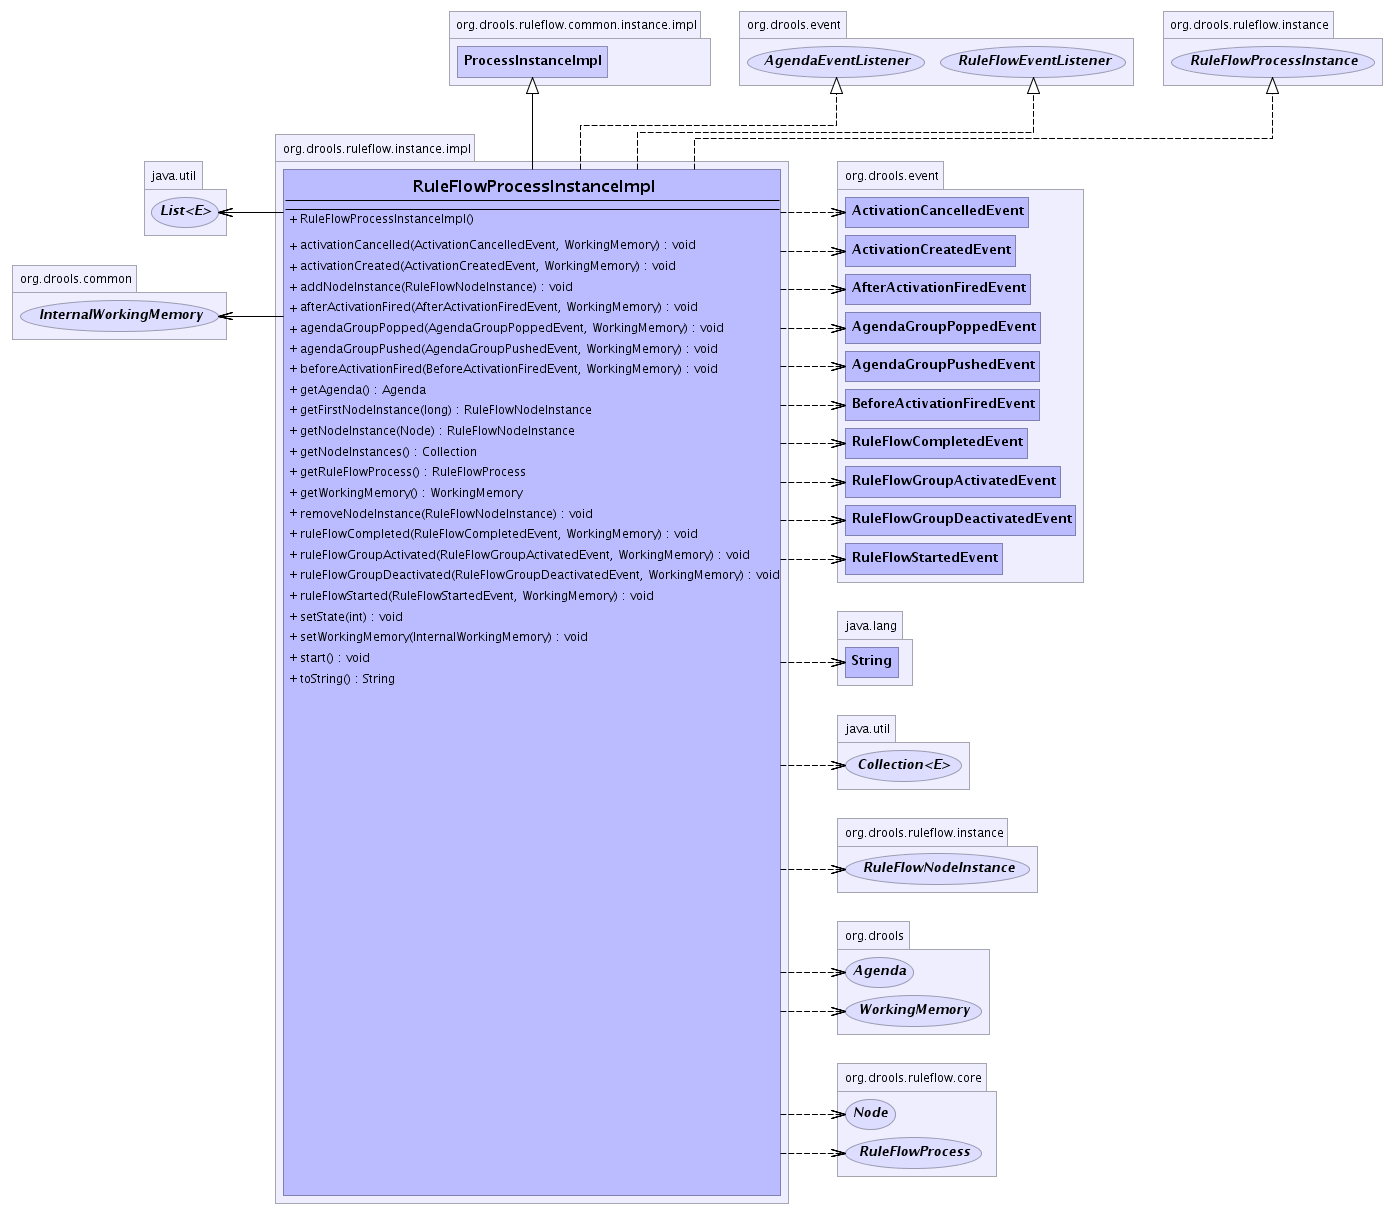 org.drools.ruleflow.common.instance.impl
ProcessInstanceImpl
org.drools.event
AgendaEventListener
RuleFlowEventListener
org.drools.ruleflow.instance
RuleFlowProcessInstance
java.util
List<E>
org.drools.common
InternalWorkingMemory
org.drools.ruleflow.instance.impl
RuleFlowProcessInstanceImpl
+ RuleFlowProcessInstanceImpl()
+ activationCancelled(ActivationCancelledEvent, WorkingMemory) : void
+ activationCreated(ActivationCreatedEvent, WorkingMemory) : void
+ addNodeInstance(RuleFlowNodeInstance) : void
+ afterActivationFired(AfterActivationFiredEvent, WorkingMemory) : void
+ agendaGroupPopped(AgendaGroupPoppedEvent, WorkingMemory) : void
+ agendaGroupPushed(AgendaGroupPushedEvent, WorkingMemory) : void
+ beforeActivationFired(BeforeActivationFiredEvent, WorkingMemory) : void
+ getAgenda() : Agenda
+ getFirstNodeInstance(long) : RuleFlowNodeInstance
+ getNodeInstance(Node) : RuleFlowNodeInstance
+ getNodeInstances() : Collection
+ getRuleFlowProcess() : RuleFlowProcess
+ getWorkingMemory() : WorkingMemory
+ removeNodeInstance(RuleFlowNodeInstance) : void
+ ruleFlowCompleted(RuleFlowCompletedEvent, WorkingMemory) : void
+ ruleFlowGroupActivated(RuleFlowGroupActivatedEvent, WorkingMemory) : void
+ ruleFlowGroupDeactivated(RuleFlowGroupDeactivatedEvent, WorkingMemory) : void
+ ruleFlowStarted(RuleFlowStartedEvent, WorkingMemory) : void
+ setState(int) : void
+ setWorkingMemory(InternalWorkingMemory) : void
+ start() : void
+ toString() : String
org.drools.event
ActivationCancelledEvent
ActivationCreatedEvent
AfterActivationFiredEvent
AgendaGroupPoppedEvent
AgendaGroupPushedEvent
BeforeActivationFiredEvent
RuleFlowCompletedEvent
RuleFlowGroupActivatedEvent
RuleFlowGroupDeactivatedEvent
RuleFlowStartedEvent
java.lang
String
java.util
Collection<E>
org.drools.ruleflow.instance
RuleFlowNodeInstance
org.drools
Agenda
WorkingMemory
org.drools.ruleflow.core
Node
RuleFlowProcess